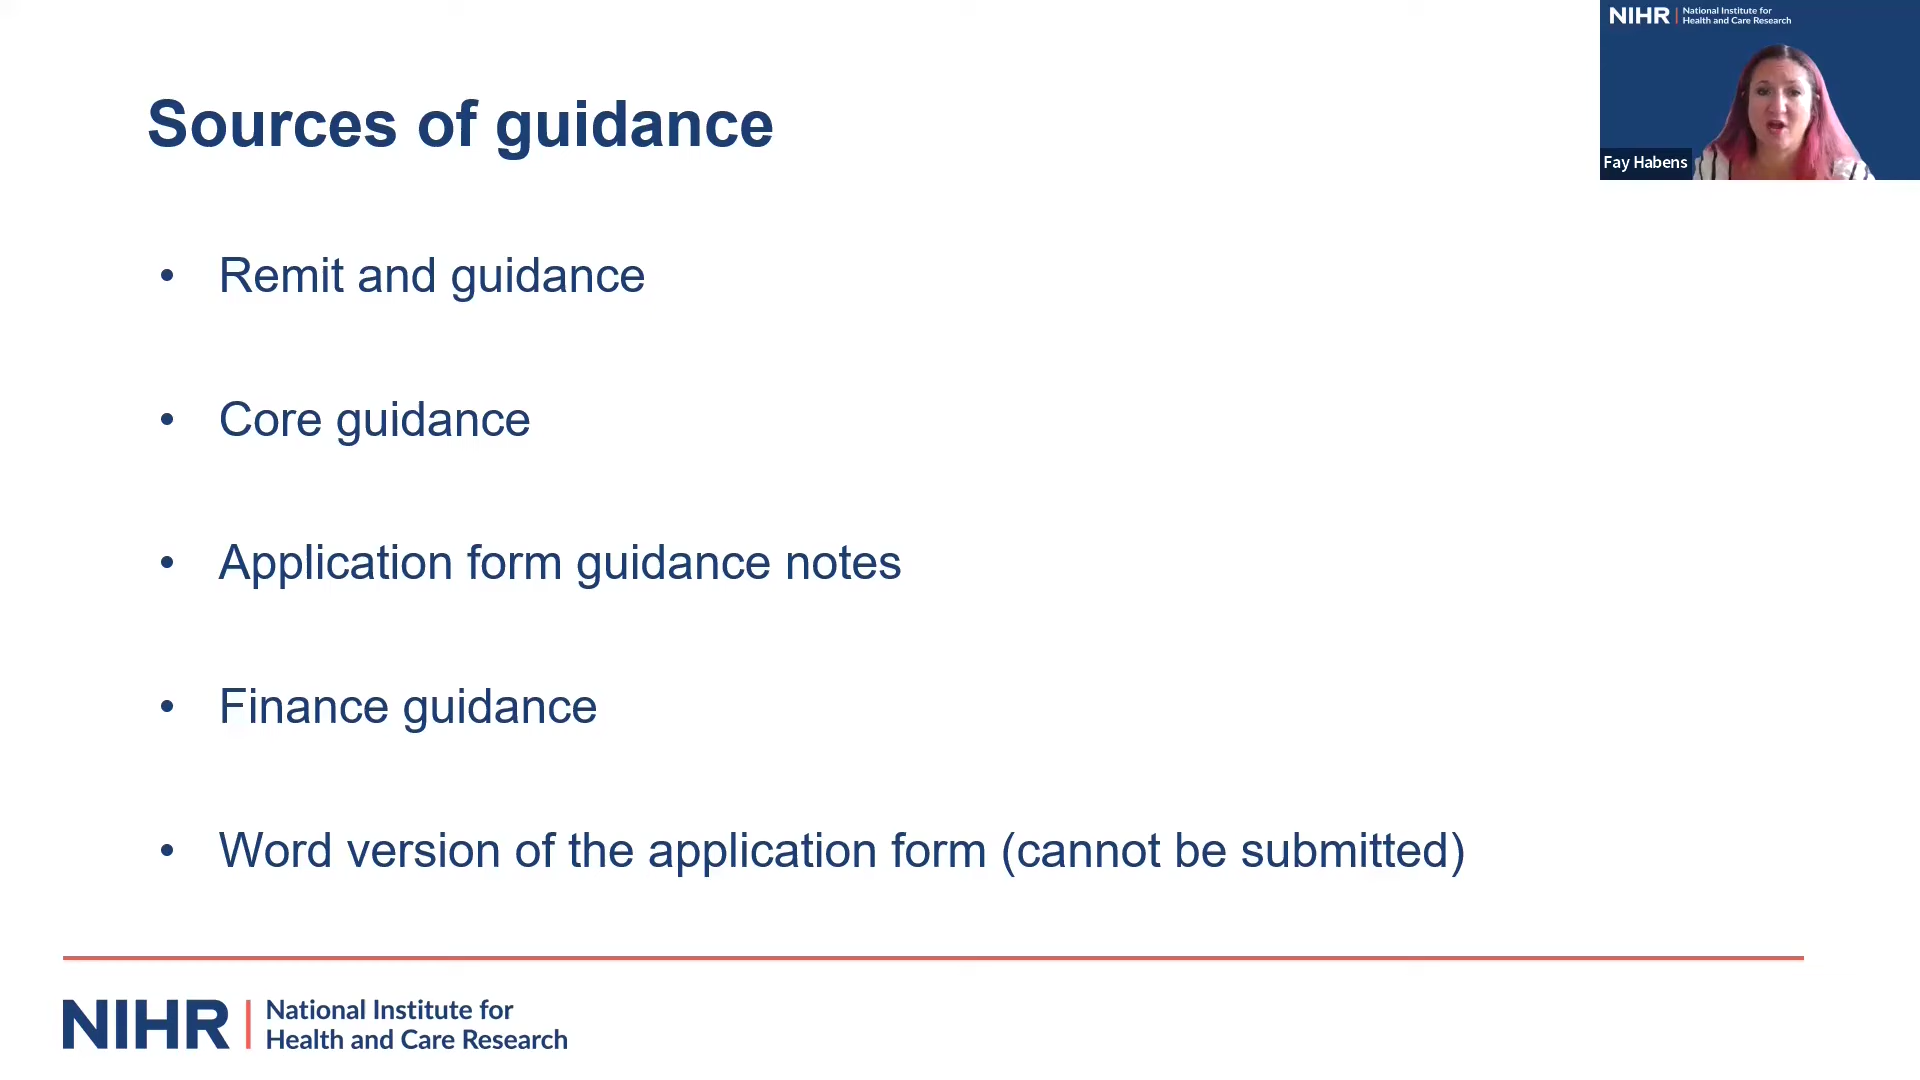 NIHR | National Institute for
Health and Care Research
Fay Habens
Sources of guidance
• Remit and guidance
• Core guidance
• Application form guidance notes
• Finance guidance
• Word version of the application form (cannot be submitted)
NIHR | National Institute for
Health and Care Research